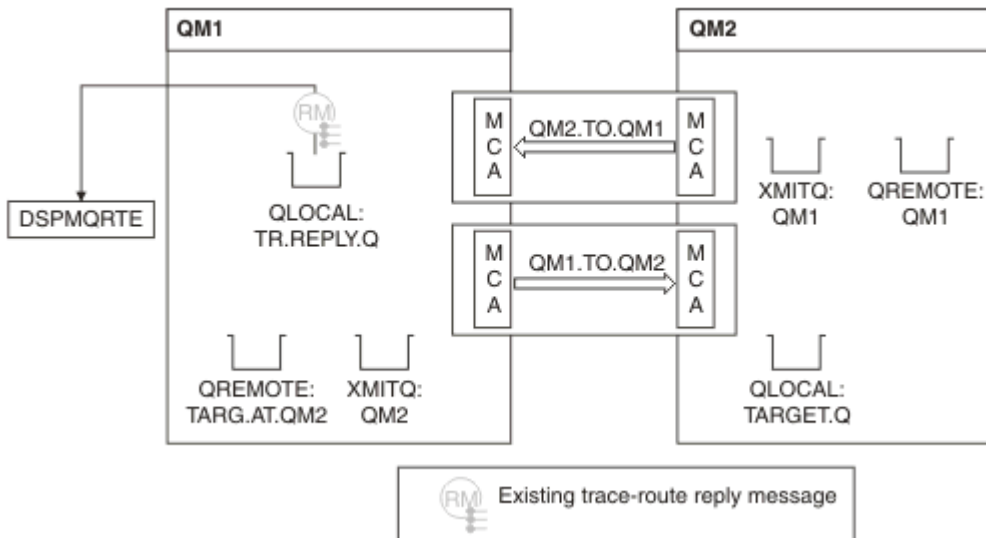 QM1
QM2
RM
M
C
A
QM2.TO.QM1
M
C
A
XMITQ:
QM1
QREMOTE:
QM1
DSPMQRTE
QLOCAL:
TR.REPLY.Q
M
C
A
QM1.TO.QM2
M
C
A
QREMOTE:
TARG.AT.QM2
XMITQ:
QM2
QLOCAL:
TARGET.Q
RM
Existing trace-route reply message